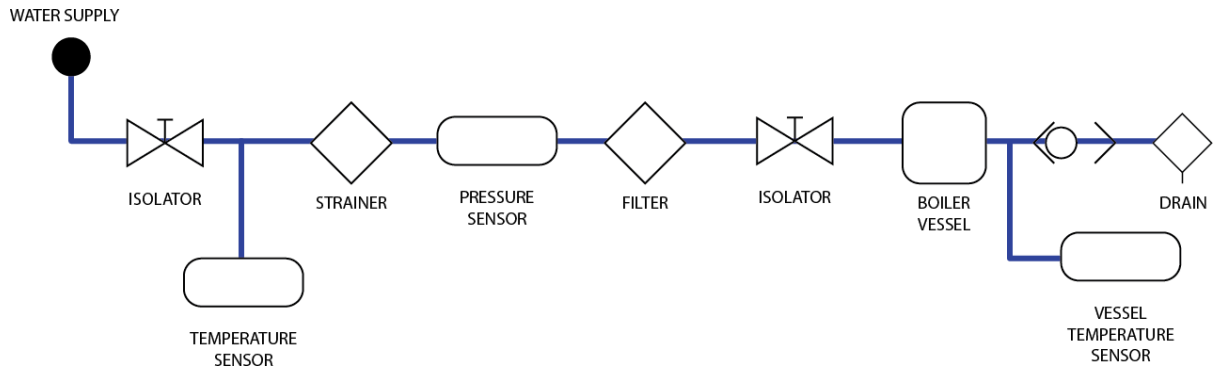 WATER SUPPLY
ISOLATOR
STRAINER
PRESSURE
SENSOR
FILTER
ISOLATOR
BOILER
VESSEL
DRAIN
TEMPERATURE
SENSOR
VESSEL
TEMPERATURE
SENSOR